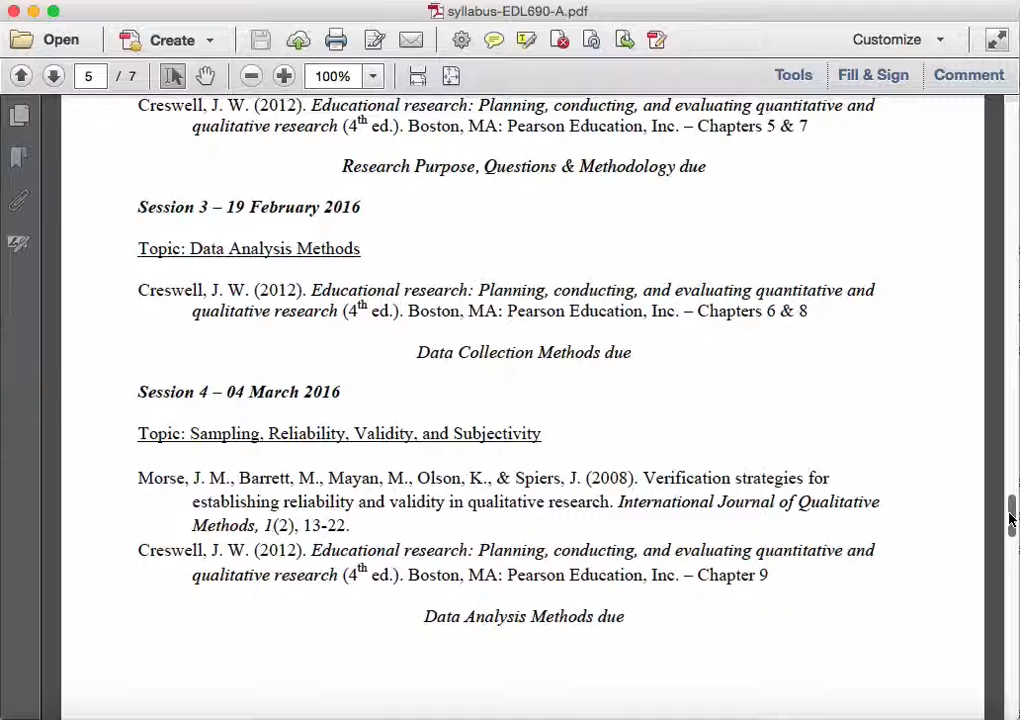 syllabus-EDL690-A.pdf
Open Create Customize
5 / 7 100% Tools Fill & Sign Comment
Creswell, J. W. (2012). Educational research: Planning, conducting, and evaluating quantitative and
qualitative research (4th ed.). Boston, MA: Pearson Education, Inc. – Chapters 5 & 7
Research Purpose, Questions & Methodology due
Session 3 – 19 February 2016
Topic: Data Analysis Methods
Creswell, J. W. (2012). Educational research: Planning, conducting, and evaluating quantitative and
qualitative research (4th ed.). Boston, MA: Pearson Education, Inc. – Chapters 6 & 8
Data Collection Methods due
Session 4 – 04 March 2016
Topic: Sampling, Reliability, Validity, and Subjectivity
Morse, J. M., Barrett, M., Mayan, M., Olson, K., & Spiers, J. (2008). Verification strategies for
establishing reliability and validity in qualitative research. International Journal of Qualitative
Methods, 1(2), 13-22.
Creswell, J. W. (2012). Educational research: Planning, conducting, and evaluating quantitative and
qualitative research (4th ed.). Boston, MA: Pearson Education, Inc. – Chapter 9
Data Analysis Methods due